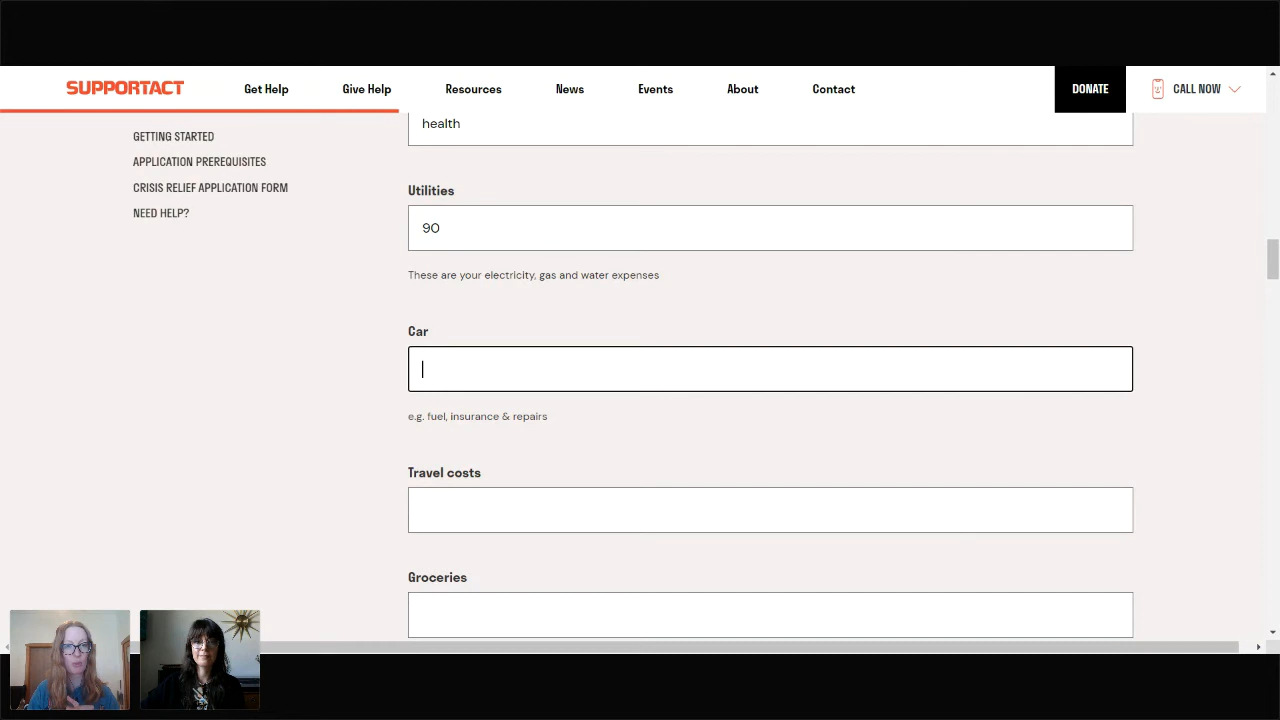 SUPPORTACT
Get Help
Give Help
Resources
News
Events
About
Contact
DONATE
CALL NOW
GETTING STARTED
APPLICATION PREREQUISITES
CRISIS RELIEF APPLICATION FORM
NEED HELP?
health
Utilities
90
These are your electricity, gas and water expenses
Car
e.g. fuel, insurance & repairs
Travel costs
Groceries